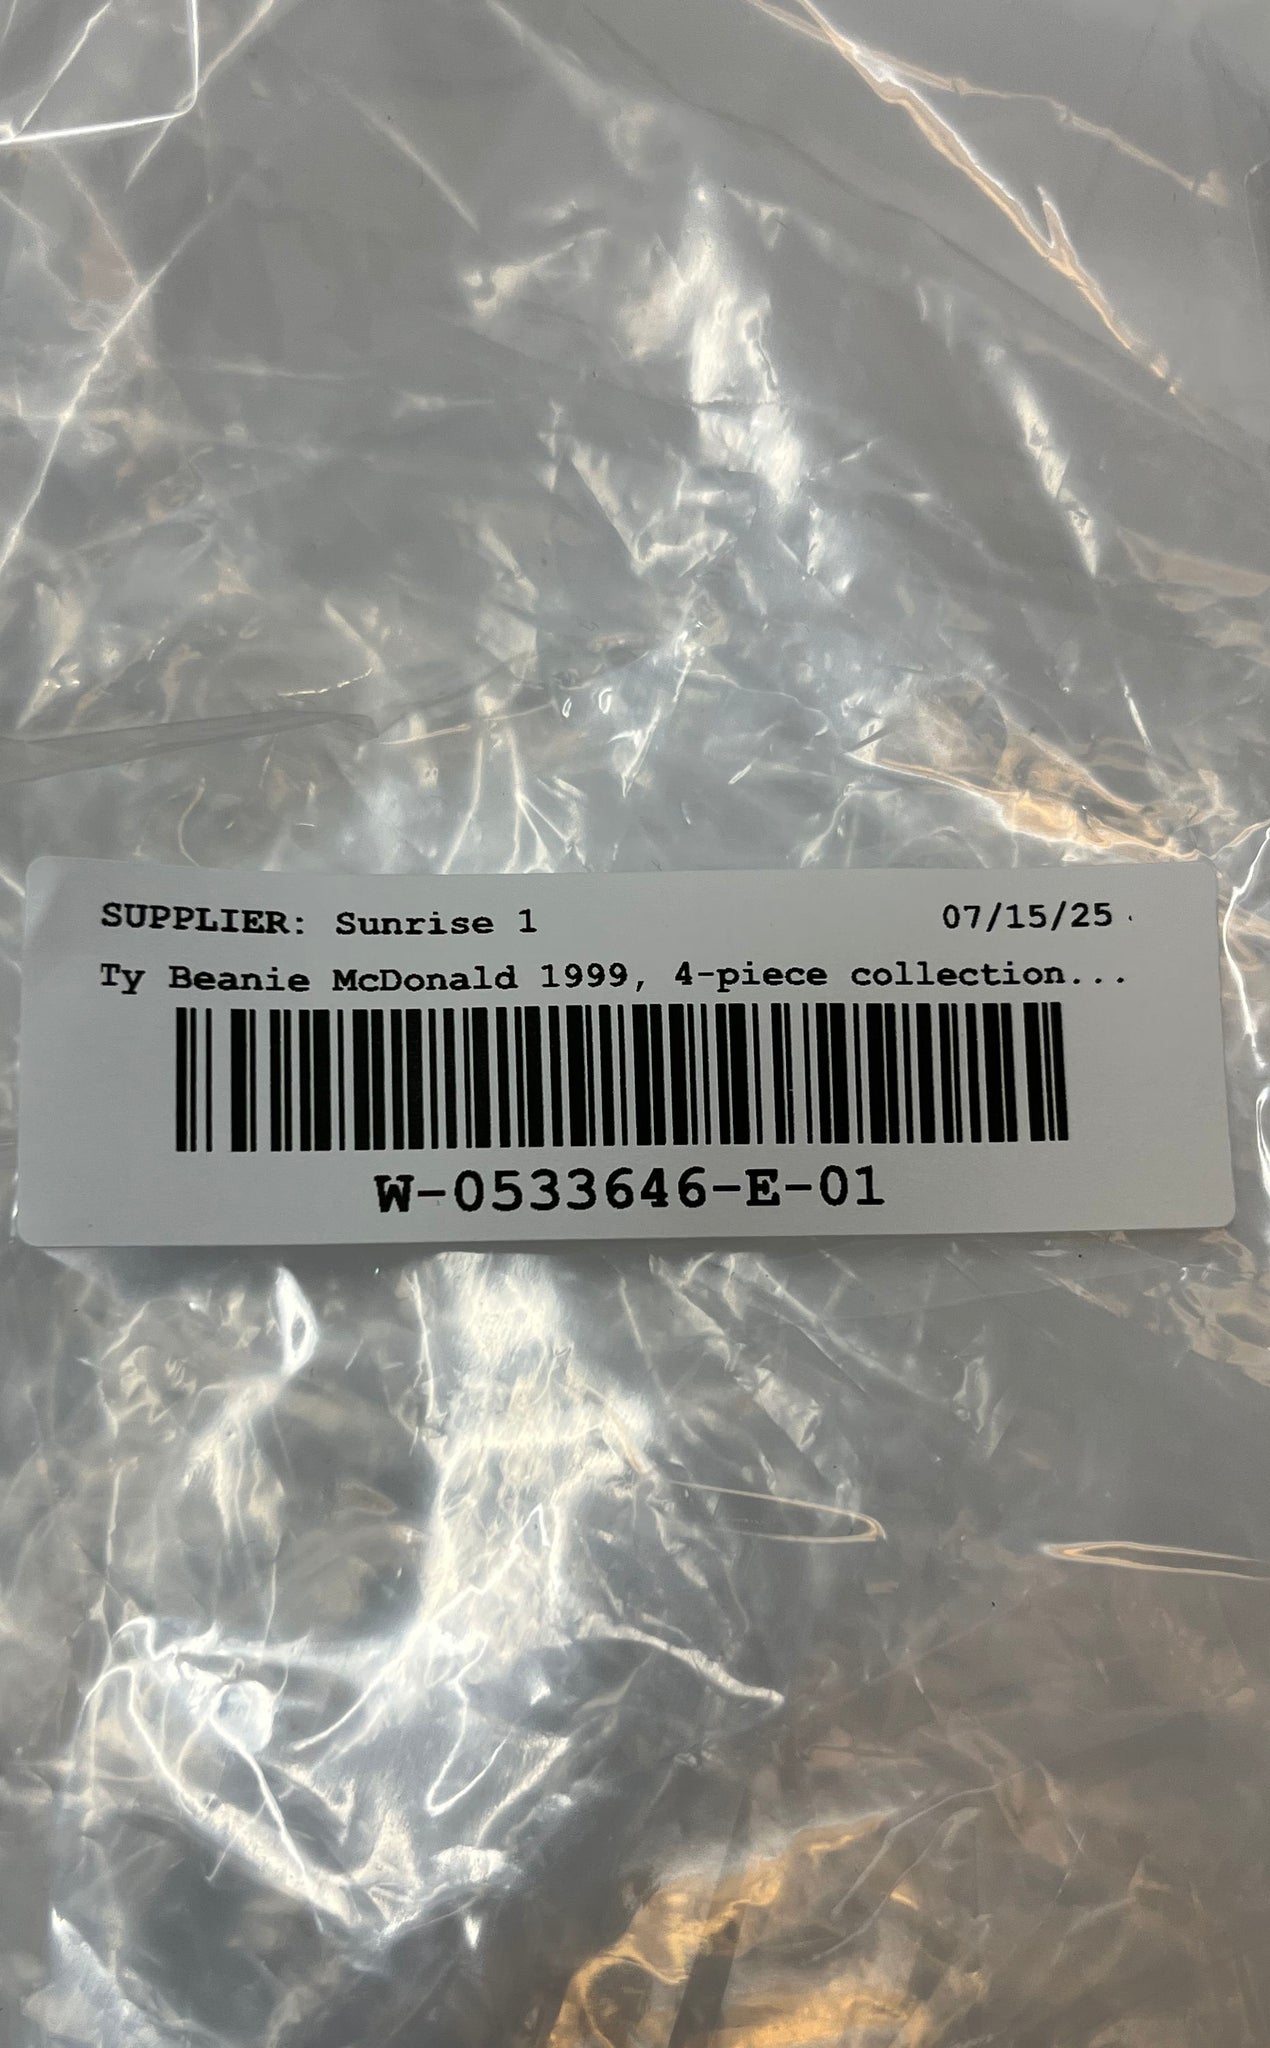 SUPPLIER: Sunrise 1 07/15/25
Ty Beanie McDonald 1999, 4-piece collection...
W-0533646-E-01